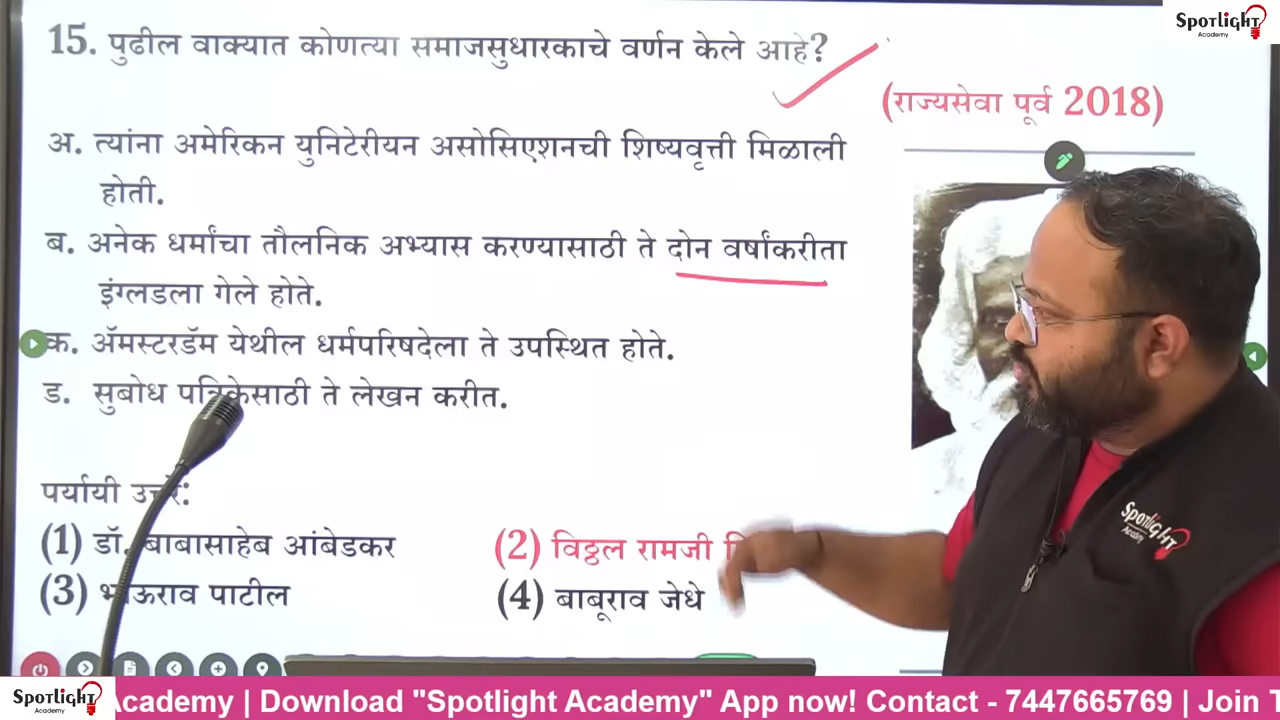 SPOTLIGHT
Academy
15. पुढील वाक्यात कोणत्या समाजसुधारकाचे वर्णन केले आहे?
(राज्यसेवा पूर्व 2018)
अ. त्यांना अमेरिकन युनिटेरीयन असोसिएशनची शिष्यवृत्ती मिळाली
होती.
ब. अनेक धर्मांचा तौलनिक अभ्यास करण्यासाठी ते दोन वर्षांकरीता
इंग्लडला गेले होते.
क. ॲमस्टरडॅम येथील धर्मपरिषदेला ते उपस्थित होते.
ड. सुबोध पत्रिकेसाठी ते लेखन करीत.
पर्यायी उत्तरे:
(1) डॉ. बाबासाहेब आंबेडकर
(2) विठ्ठल रामजी
(3) भाऊराव पाटील
(4) बाबूराव जेधे
SPOTLIGHT
Academy
SPOTLIGHT
Academy
Academy | Download "Spotlight Academy" App now! Contact - 7447665769 | Join